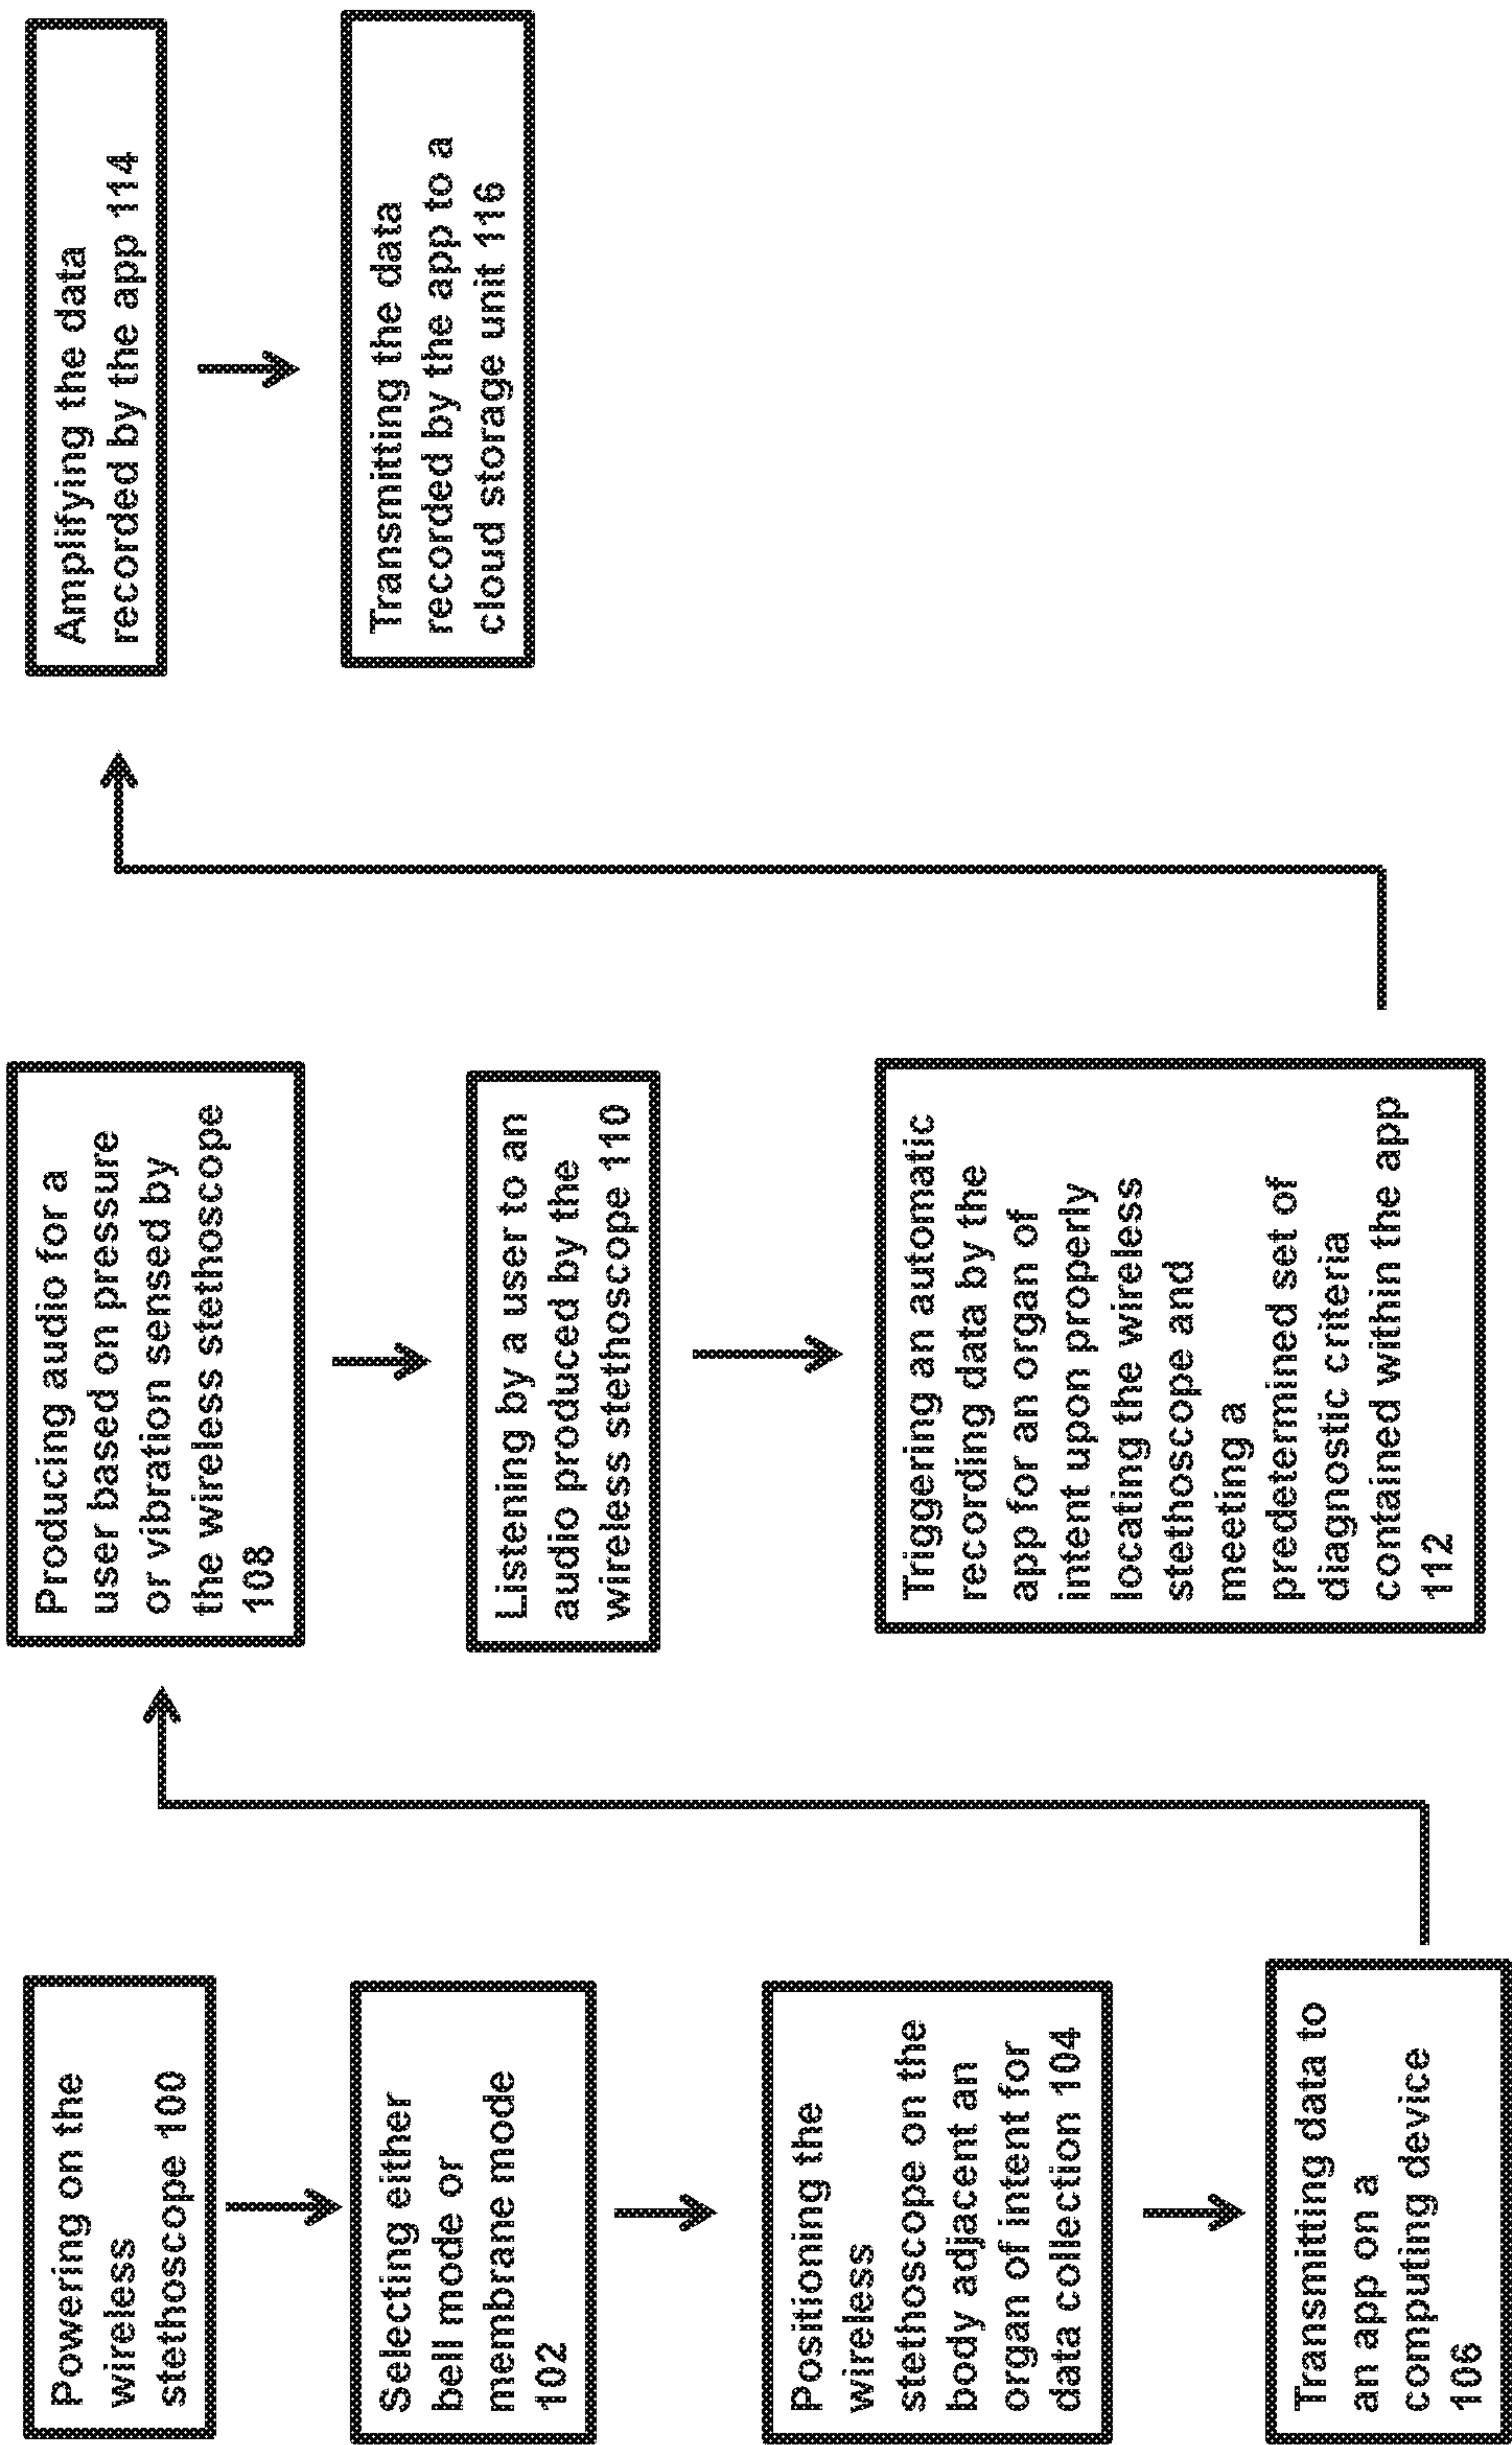 Powering on the
wireless
stethoscope 100
Selecting either
bell mode or
membrane mode
102
Positioning the
wireless
stethoscope on the
body adjacent an
organ of intent for
data collection 104
Transmitting data to
an app on a
computing device
106
Producing audio for a
user based on pressure
or vibration sensed by
the wireless stethoscope
108
Listening by a user to an
audio produced by the
wireless stethoscope 110
Triggering an automatic
recording data by the
app for an organ of
intent upon properly
locating the wireless
stethoscope and
meeting a
predetermined set of
diagnostic criteria
contained within the app
112
Amplifying the data
recorded by the app 114
Transmitting the data
recorded by the app to a
cloud storage unit 116